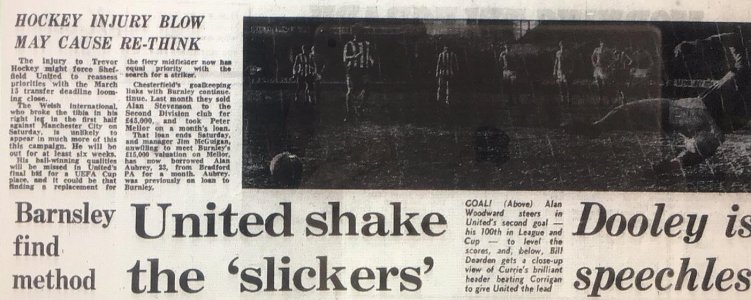 HOCKEY INJURY BLOW
MAY CAUSE RE-THINK
The injury to Trevor
Hockey might force Shef-
field United to reassess
priorities with the March
15 transfer deadline loom-
ing close.
The Welsh international,
who broke the tibia in his
right leg in the first half
against Manchester City on
Saturday, is unlikely to
appear in much more of this
this campaign. He will be
out for at least six weeks.
His ball-winning qualities
will be missed in United's
final bid for a UEFA Cup
place, and it could be that
finding a replacement for
the fiery midfielder now has
equal priority with the
search for a striker.
Chesterfield's goalkeeping
links with Burnley continue.
tinue. Last month they sold
Alan Stevenson to the
Second Division club for
£45,000, and took Peter
Mellor on a month's loan.
That loan ends Saturday,
and manager Jim McGuigan,
unwilling to meet Burnley's
£15,000 valuation on Mellor,
has now borrowed Alan
Aubrey, 23, from Bradford
PA for a month. Aubrey,
was previously on loan to
Burnley.
Barnsley
find
method
United shake
the 'slickers'
GOAL! (Above) Alan
Woodward steers in
United's second goal —
his 100th in League and
Cup — to level the
scores, and, below, Bill
Dearden gets a close-up
view of Currie's brilliant
header beating Corrigan
to give United the lead
Dooley is
speechles